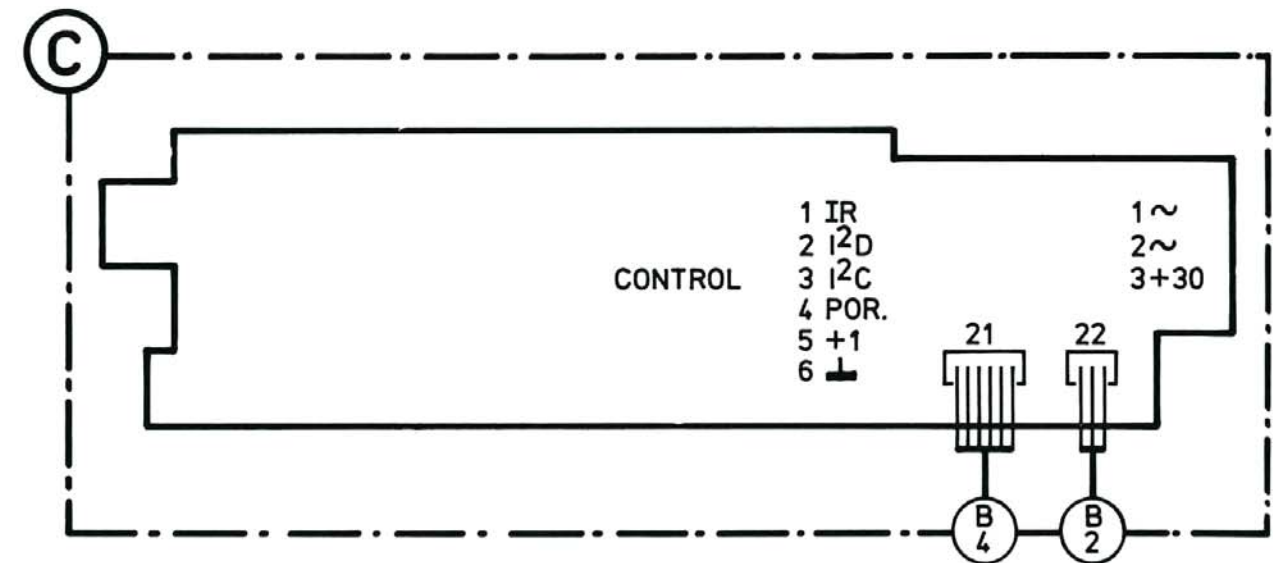 C
1 IR
2 I²D
CONTROL 3 I²C
4 POR.
5 +1
6
1~
2~
3+30
21
22
B
4
B
2